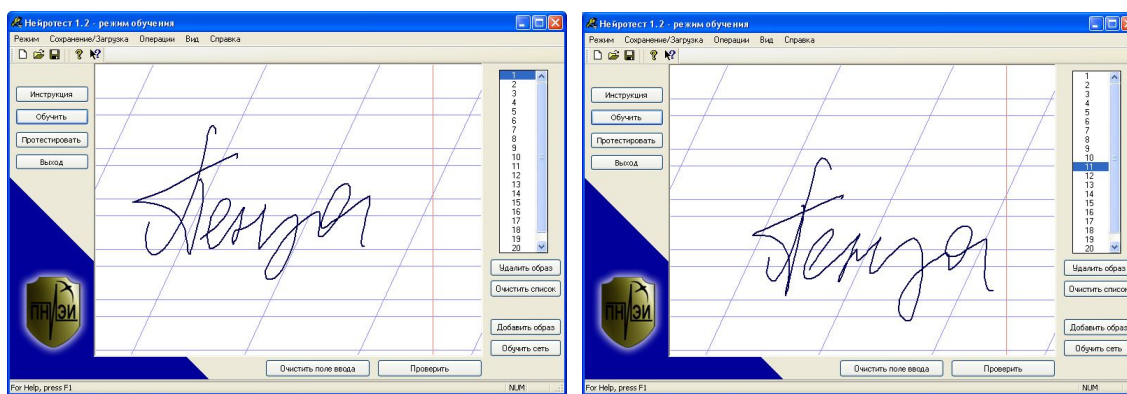 Нейротест 1.2 - режим обучения
Режим Сохранение/Загрузка Операции Вид Справка
Инструкция
Обучить
Протестировать
Выход
ПНИЭИ
Пенза
1
2
3
4
5
6
7
8
9
10
11
12
13
14
15
16
17
18
19
20
Удалить образ
Очистить список
Добавить образ
Обучить сеть
Очистить поле ввода Проверить
For Help, press F1 NUM
Нейротест 1.2 - режим обучения
Режим Сохранение/Загрузка Операции Вид Справка
Инструкция
Обучить
Протестировать
Выход
ПНИЭИ
Пенза
1
2
3
4
5
6
7
8
9
10
11
12
13
14
15
16
17
18
19
20
Удалить образ
Очистить список
Добавить образ
Обучить сеть
Очистить поле ввода Проверить
For Help, press F1 NUM